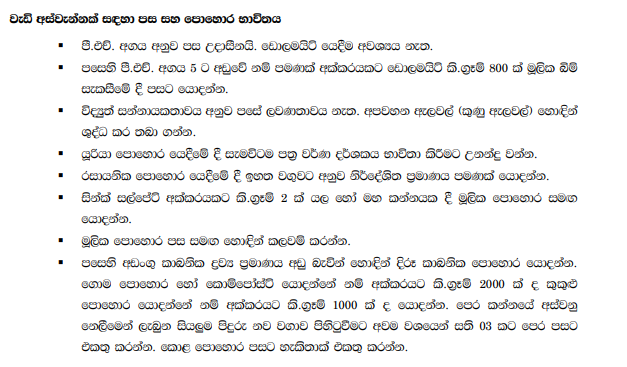 වැඩි අස්වැන්නක් සඳහා පස සහ පොහොර භාවිතය
▪ පී.එච්. අගය අනුව පස උදාසීනයි. ඩොලමයිට් යෙදීම අවශ්‍යය නැත.
▪ පසෙහි පී.එච්. අගය 5 ට අඩුවේ නම් පමණක් අක්කරයකට ඩොලමයිට් කි.ග්‍රෑම් 800 ක් මූලික බිම්
සැකසීමේ දී පසට යොදන්න.
▪ විද්‍යුත් සන්නායකතාවය අනුව පසේ ලවණතාවය නැත. අපවහන ඇලවල් (කුණු ඇලවල්) හොඳින්
ශුද්ධ කර තබා ගන්න.
▪ යූරියා පොහොර යෙදීමේ දී සැමවිටම පත්‍ර වර්ණ දර්ශකය භාවිතා කිරීමට උනන්දු වන්න.
▪ රසායනික පොහොර යෙදීමේ දී ඉහත වගුවට අනුව නිර්දේශිත ප්‍රමාණය පමණක් යොදන්න.
▪ සින්ක් සල්පේට් අක්කරයකට කි.ග්‍රෑම් 2 ක් යල හෝ මහ කන්නයක දී මූලික පොහොර සමඟ
යොදන්න.
▪ මූලික පොහොර පස සමඟ හොඳින් කලවම් කරන්න.
▪ පසෙහි අඩංගු කාබනික ද්‍රව්‍ය ප්‍රමාණය අඩු බැවින් හොඳින් දිරූ කාබනික පොහොර යොදන්න.
ගොම පොහොර හෝ කොම්පෝස්ට් යොදන්නේ නම් අක්කරයට කි.ග්‍රෑම් 2000 ක් ද කුකුළු
පොහොර යොදන්නේ නම් අක්කරයට කි.ග්‍රෑම් 1000 ක් ද යොදන්න. පෙර කන්නයේ අස්වනු
නෙලීමෙන් ලැබුන සියලුම පිදුරු නව වගාව පිහිටුවීමට අවම වශයෙන් සති 03 කට පෙර පසට
එකතු කරන්න. කොළ පොහොර පසට හැකිතාක් එකතු කරන්න.